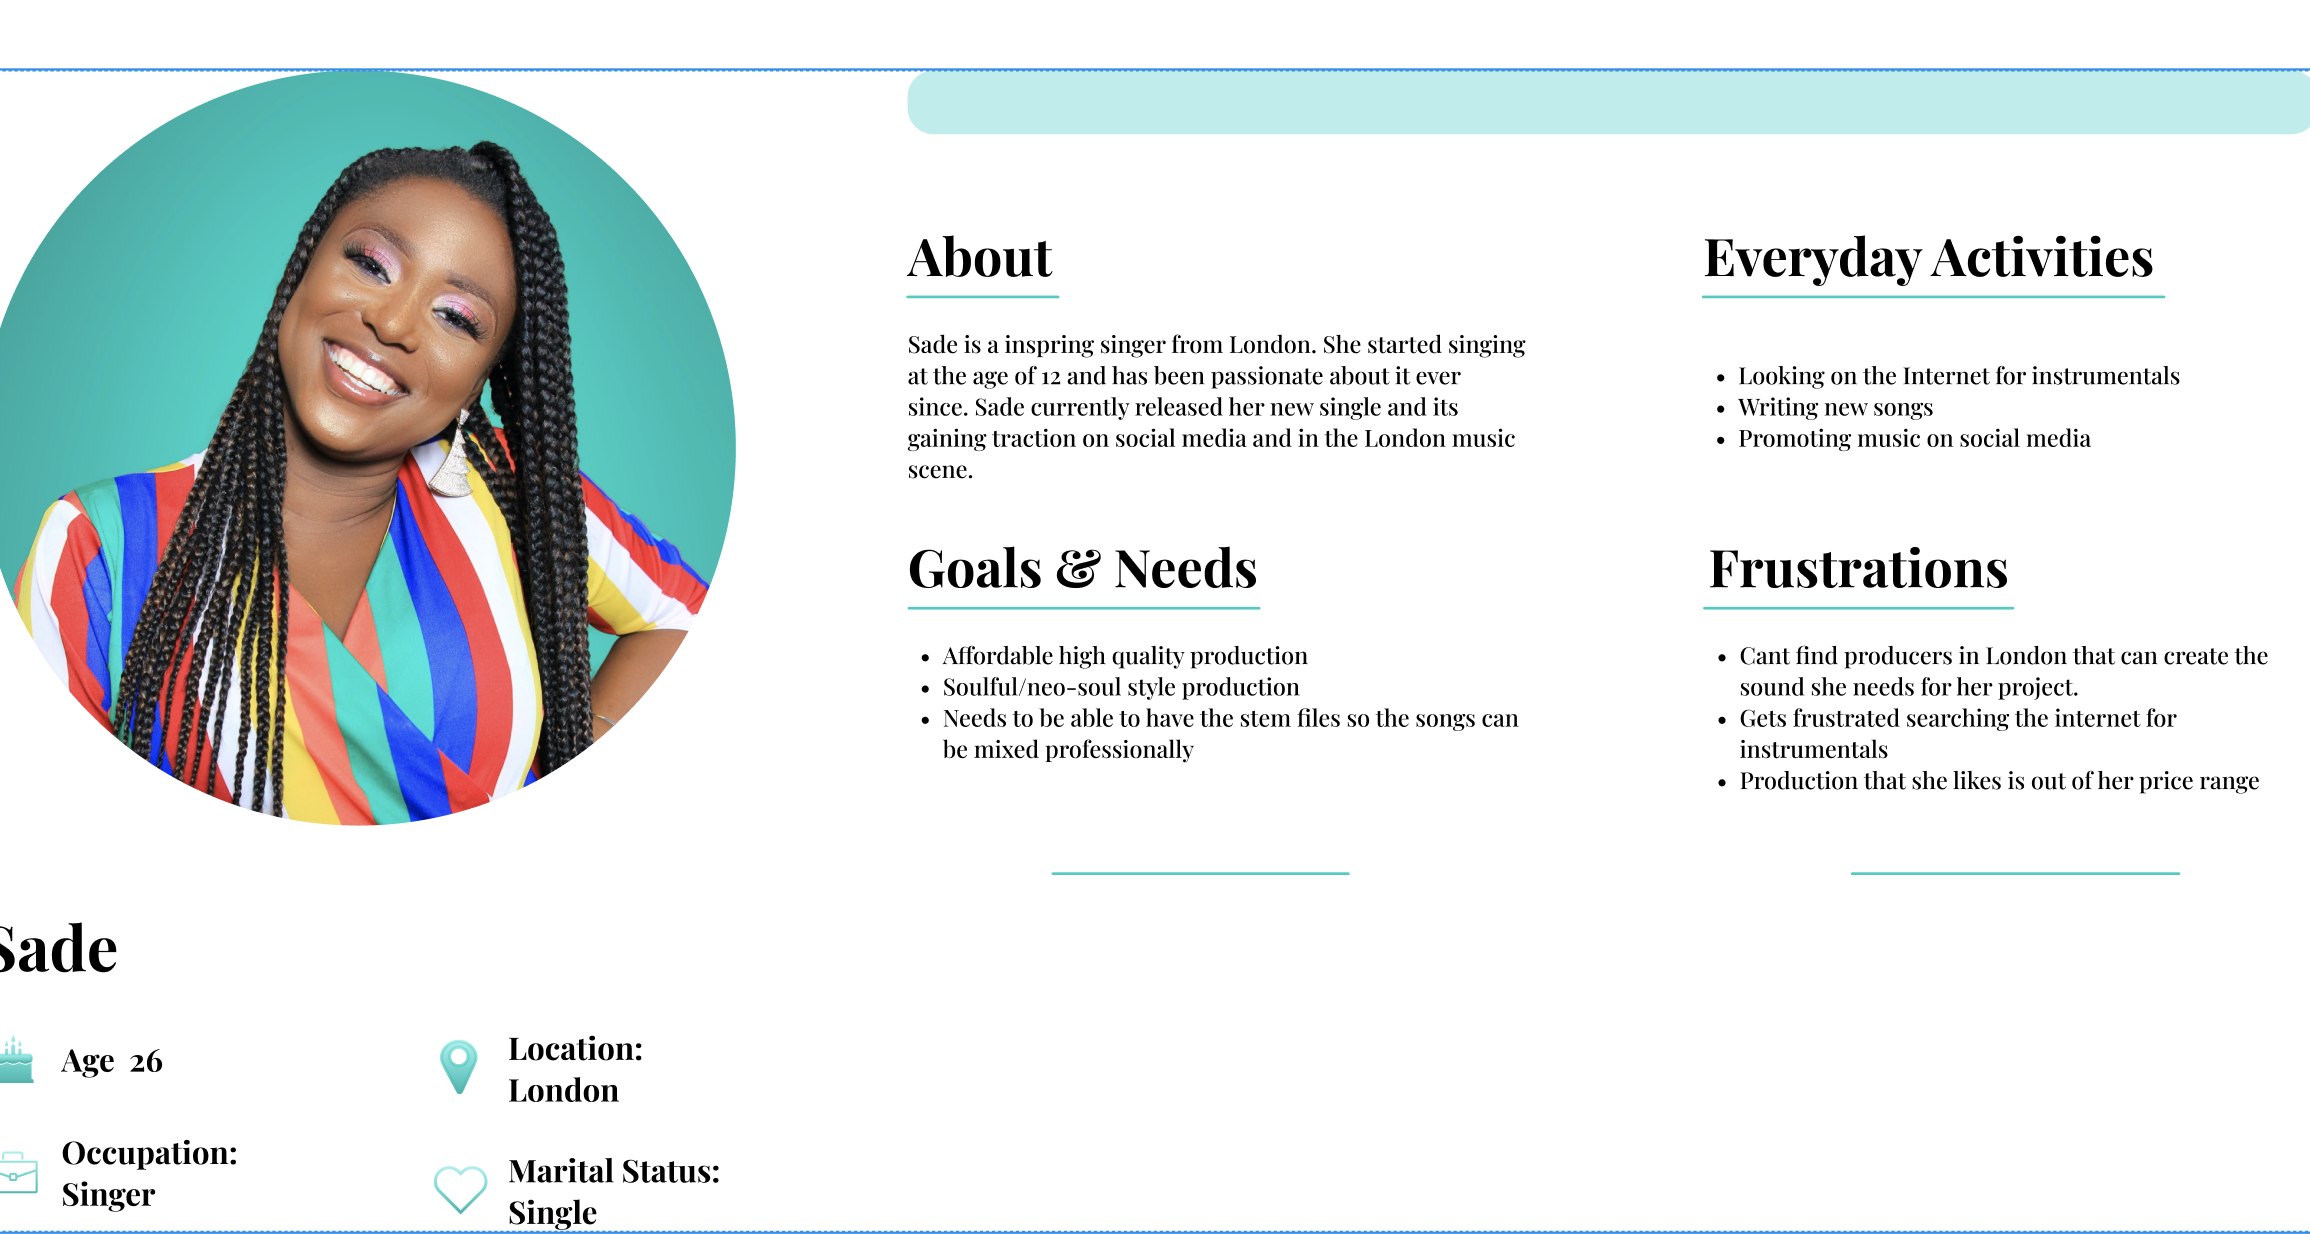 About
Sade is a inspring singer from London. She started singing
at the age of 12 and has been passionate about it ever
since. Sade currently released her new single and its
gaining traction on social media and in the London music
scene.
Everyday Activities
• Looking on the Internet for instrumentals
• Writing new songs
• Promoting music on social media
Goals & Needs
• Affordable high quality production
• Soulful/neo-soul style production
• Needs to be able to have the stem files so the songs can
be mixed professionally
Frustrations
• Cant find producers in London that can create the
sound she needs for her project.
• Gets frustrated searching the internet for
instrumentals
• Production that she likes is out of her price range
Sade
Age 26
Location:
London
Occupation:
Singer
Marital Status:
Single